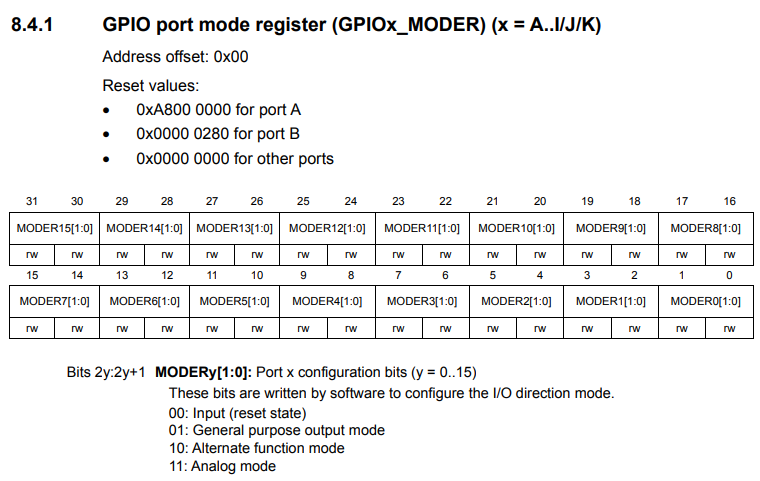 8.4.1 GPIO port mode register (GPIOx_MODER) (x = A..I/J/K)
Address offset: 0x00
Reset values:
• 0xA800 0000 for port A
• 0x0000 0280 for port B
• 0x0000 0000 for other ports
31 30 29 28 27 26 25 24 23 22 21 20 19 18 17 16
MODER15[1:0] MODER14[1:0] MODER13[1:0] MODER12[1:0] MODER11[1:0] MODER10[1:0] MODER9[1:0] MODER8[1:0]
rw rw rw rw rw rw rw rw rw rw rw rw rw rw rw rw
15 14 13 12 11 10 9 8 7 6 5 4 3 2 1 0
MODER7[1:0] MODER6[1:0] MODER5[1:0] MODER4[1:0] MODER3[1:0] MODER2[1:0] MODER1[1:0] MODER0[1:0]
rw rw rw rw rw rw rw rw rw rw rw rw rw rw rw rw
Bits 2y:2y+1 MODERy[1:0]: Port x configuration bits (y = 0..15)
These bits are written by software to configure the I/O direction mode.
00: Input (reset state)
01: General purpose output mode
10: Alternate function mode
11: Analog mode